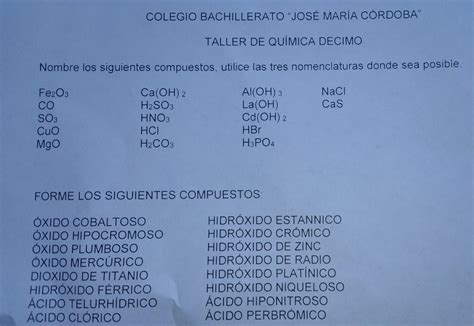 COLEGIO BACHILLERATO "JOSÉ MARÍA CÓRDOBA"
TALLER DE QUÍMICA DECIMO
Nombre los siguientes compuestos, utilice las tres nomenclaturas donde sea posible.
Fe2O3 Ca(OH) 2 Al(OH) 3 NaCl
CO H2SO3 La(OH) CaS
SO3 HNO3 Cd(OH) 2
CuO HCl HBr
MgO H2CO3 H3PO4
FORME LOS SIGUIENTES COMPUESTOS:
ÓXIDO COBALTOSO HIDRÓXIDO ESTANNICO
ÓXIDO HIPOCROMOSO HIDRÓXIDO CRÓMICO
ÓXIDO PLUMBOSO HIDRÓXIDO DE ZINC
ÓXIDO MERCÚRICO HIDRÓXIDO DE RADIO
DIOXIDO DE TITANIO HIDRÓXIDO PLATÍNICO
HIDRÓXIDO FÉRRICO HIDRÓXIDO NIQUELOSO
ÁCIDO TELURHÍDRICO ÁCIDO HIPONITROSO
ÁCIDO CLÓRICO ÁCIDO PERBRÓMICO